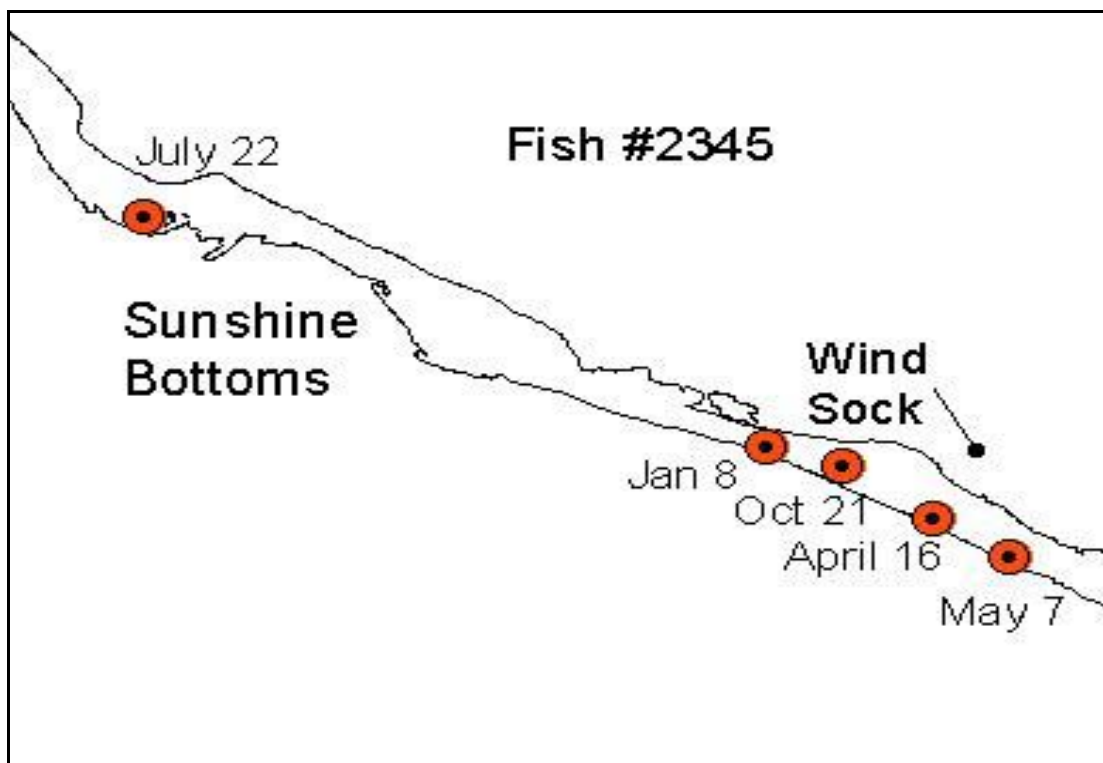 Fish #2345
July 22
Sunshine
Bottoms
Wind
Sock
Jan 8
Oct 21
April 16
May 7